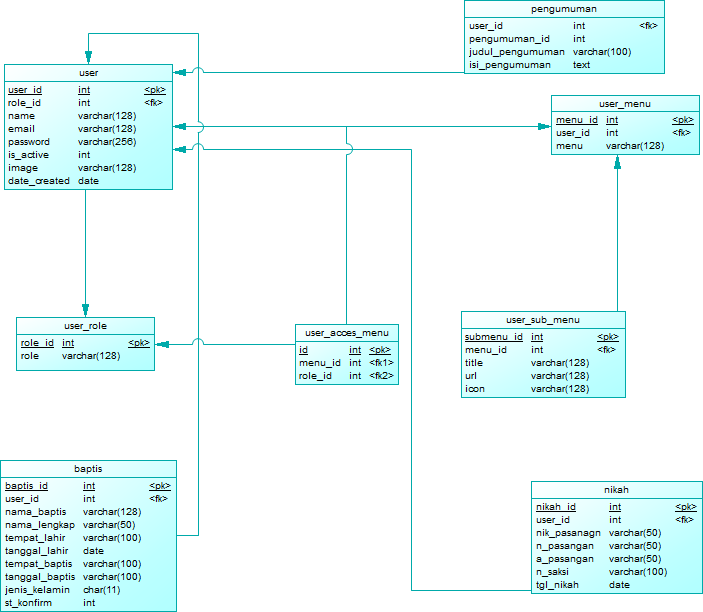 pengumuman
user_id int <fk>
pengumuman_id int
judul_pengumuman varchar(100)
isi_pengumuman text
user
user_id int <pk>
role_id int <fk>
name varchar(128)
email varchar(128)
password varchar(256)
is_active int
image varchar(128)
date_created date
user_menu
menu_id int <pk>
user_id int <fk>
menu varchar(128)
user_role
role_id int <pk>
role varchar(128)
user_acces_menu
id int <pk>
menu_id int <fk1>
role_id int <fk2>
user_sub_menu
submenu_id int <pk>
menu_id int <fk>
title varchar(128)
url varchar(128)
icon varchar(128)
baptis
baptis_id int <pk>
user_id int <fk>
nama_baptis varchar(128)
nama_lengkap varchar(50)
tempat_lahir varchar(100)
tanggal_lahir date
tempat_baptis varchar(100)
tanggal_baptis varchar(100)
jenis_kelamin char(11)
st_konfirm int
nikah
nikah_id int <pk>
user_id int <fk>
nik_pasanagn varchar(50)
n_pasangan varchar(50)
a_pasangan varchar(50)
n_saksi varchar(100)
tgl_nikah date